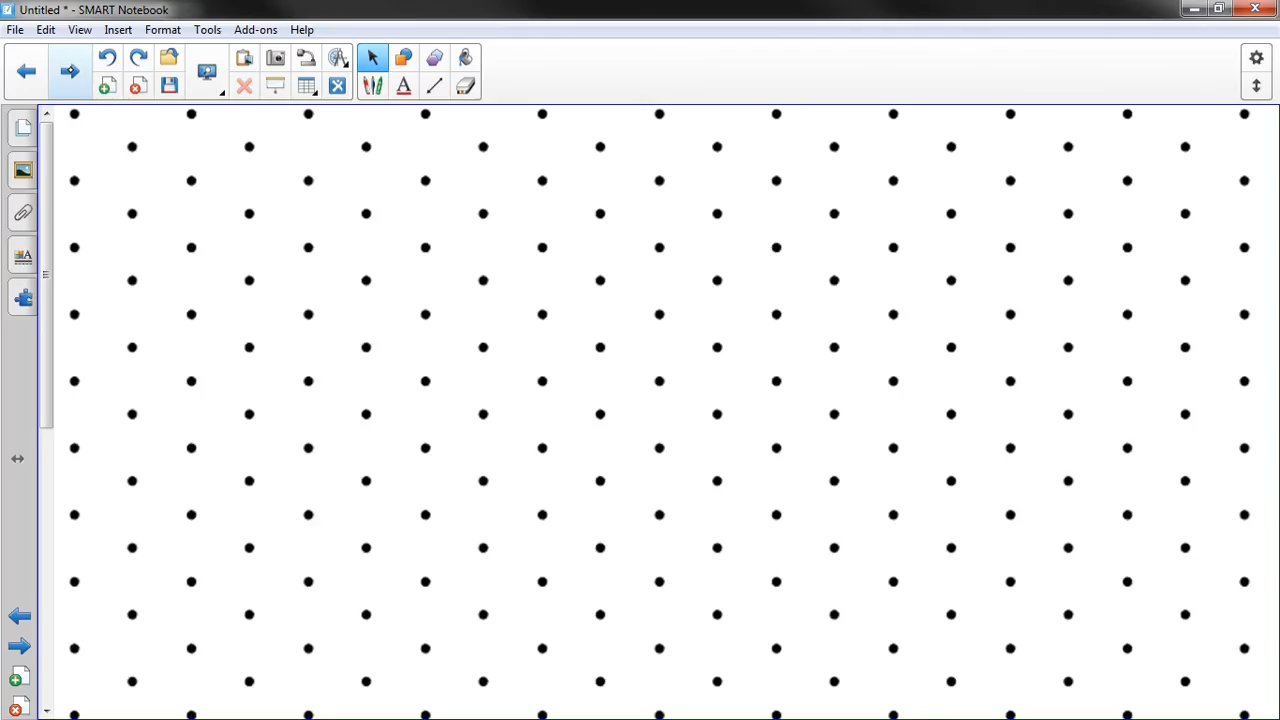 Untitled * - SMART Notebook
File Edit View Insert Format Tools Add-ons Help